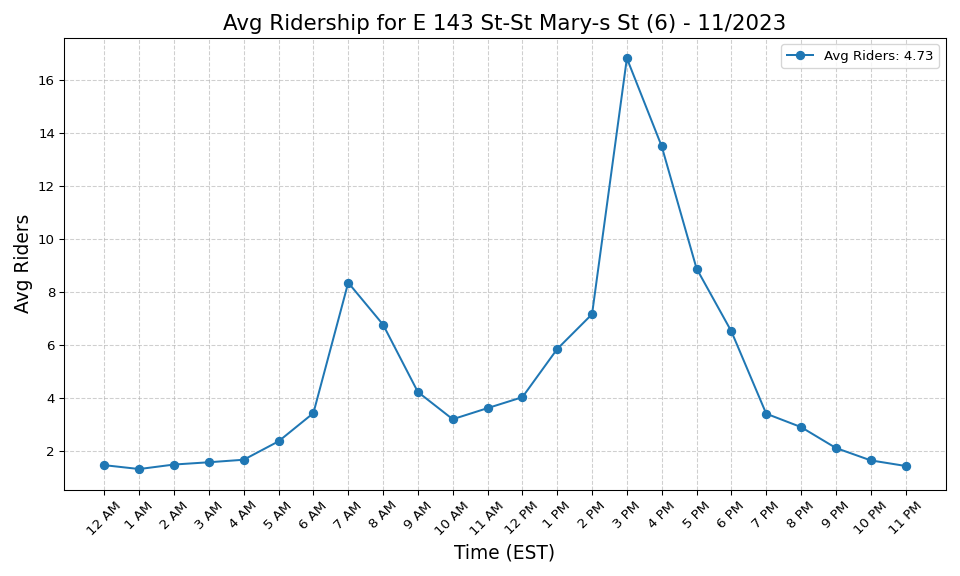 Avg Ridership for E 143 St-St Mary-s St (6) - 11/2023
Avg Riders: 4.73
Avg Riders
16
14
12
10
8
6
4
2
12 AM
1 AM
2 AM
3 AM
4 AM
5 AM
6 AM
7 AM
8 AM
9 AM
10 AM
11 AM
12 PM
1 PM
2 PM
3 PM
4 PM
5 PM
6 PM
7 PM
8 PM
9 PM
10 PM
11 PM
Time (EST)